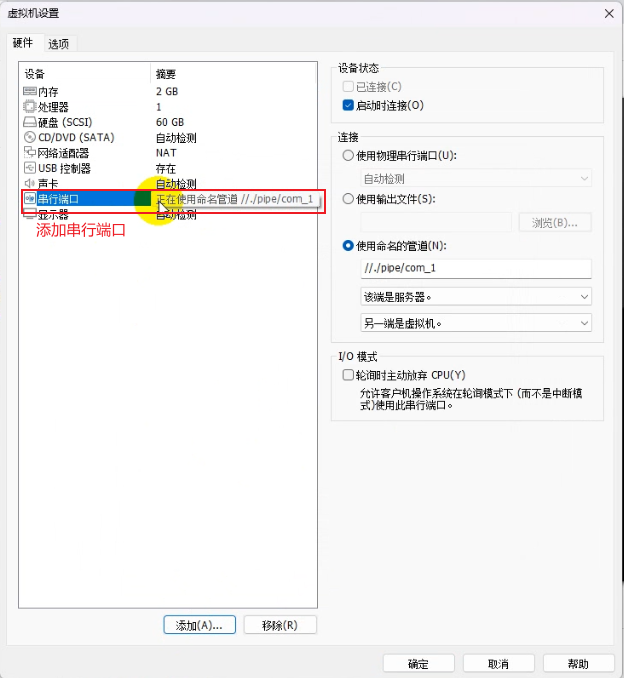 虚拟机设置
硬件 选项
设备 摘要
内存 2 GB
处理器 1
硬盘 (SCSI) 60 GB
CD/DVD (SATA) 自动检测
网络适配器 NAT
USB 控制器 存在
声卡 自动检测
串行端口 正在使用命名管道 //./pipe/com_1
显示器 自动检测
添加串行端口
添加(A)... 移除(R)
设备状态
已连接(C)
启动时连接(O)
连接
使用物理串行端口(U):
自动检测
使用输出文件(S):
浏览(B)...
使用命名的管道(N):
//./pipe/com_1
该端是服务器。
另一端是虚拟机。
I/O 模式
轮询时主动放弃 CPU(Y)
允许客户机操作系统在轮询模式下 (而不是中断模
式)使用此串行端口。
确定 取消 帮助